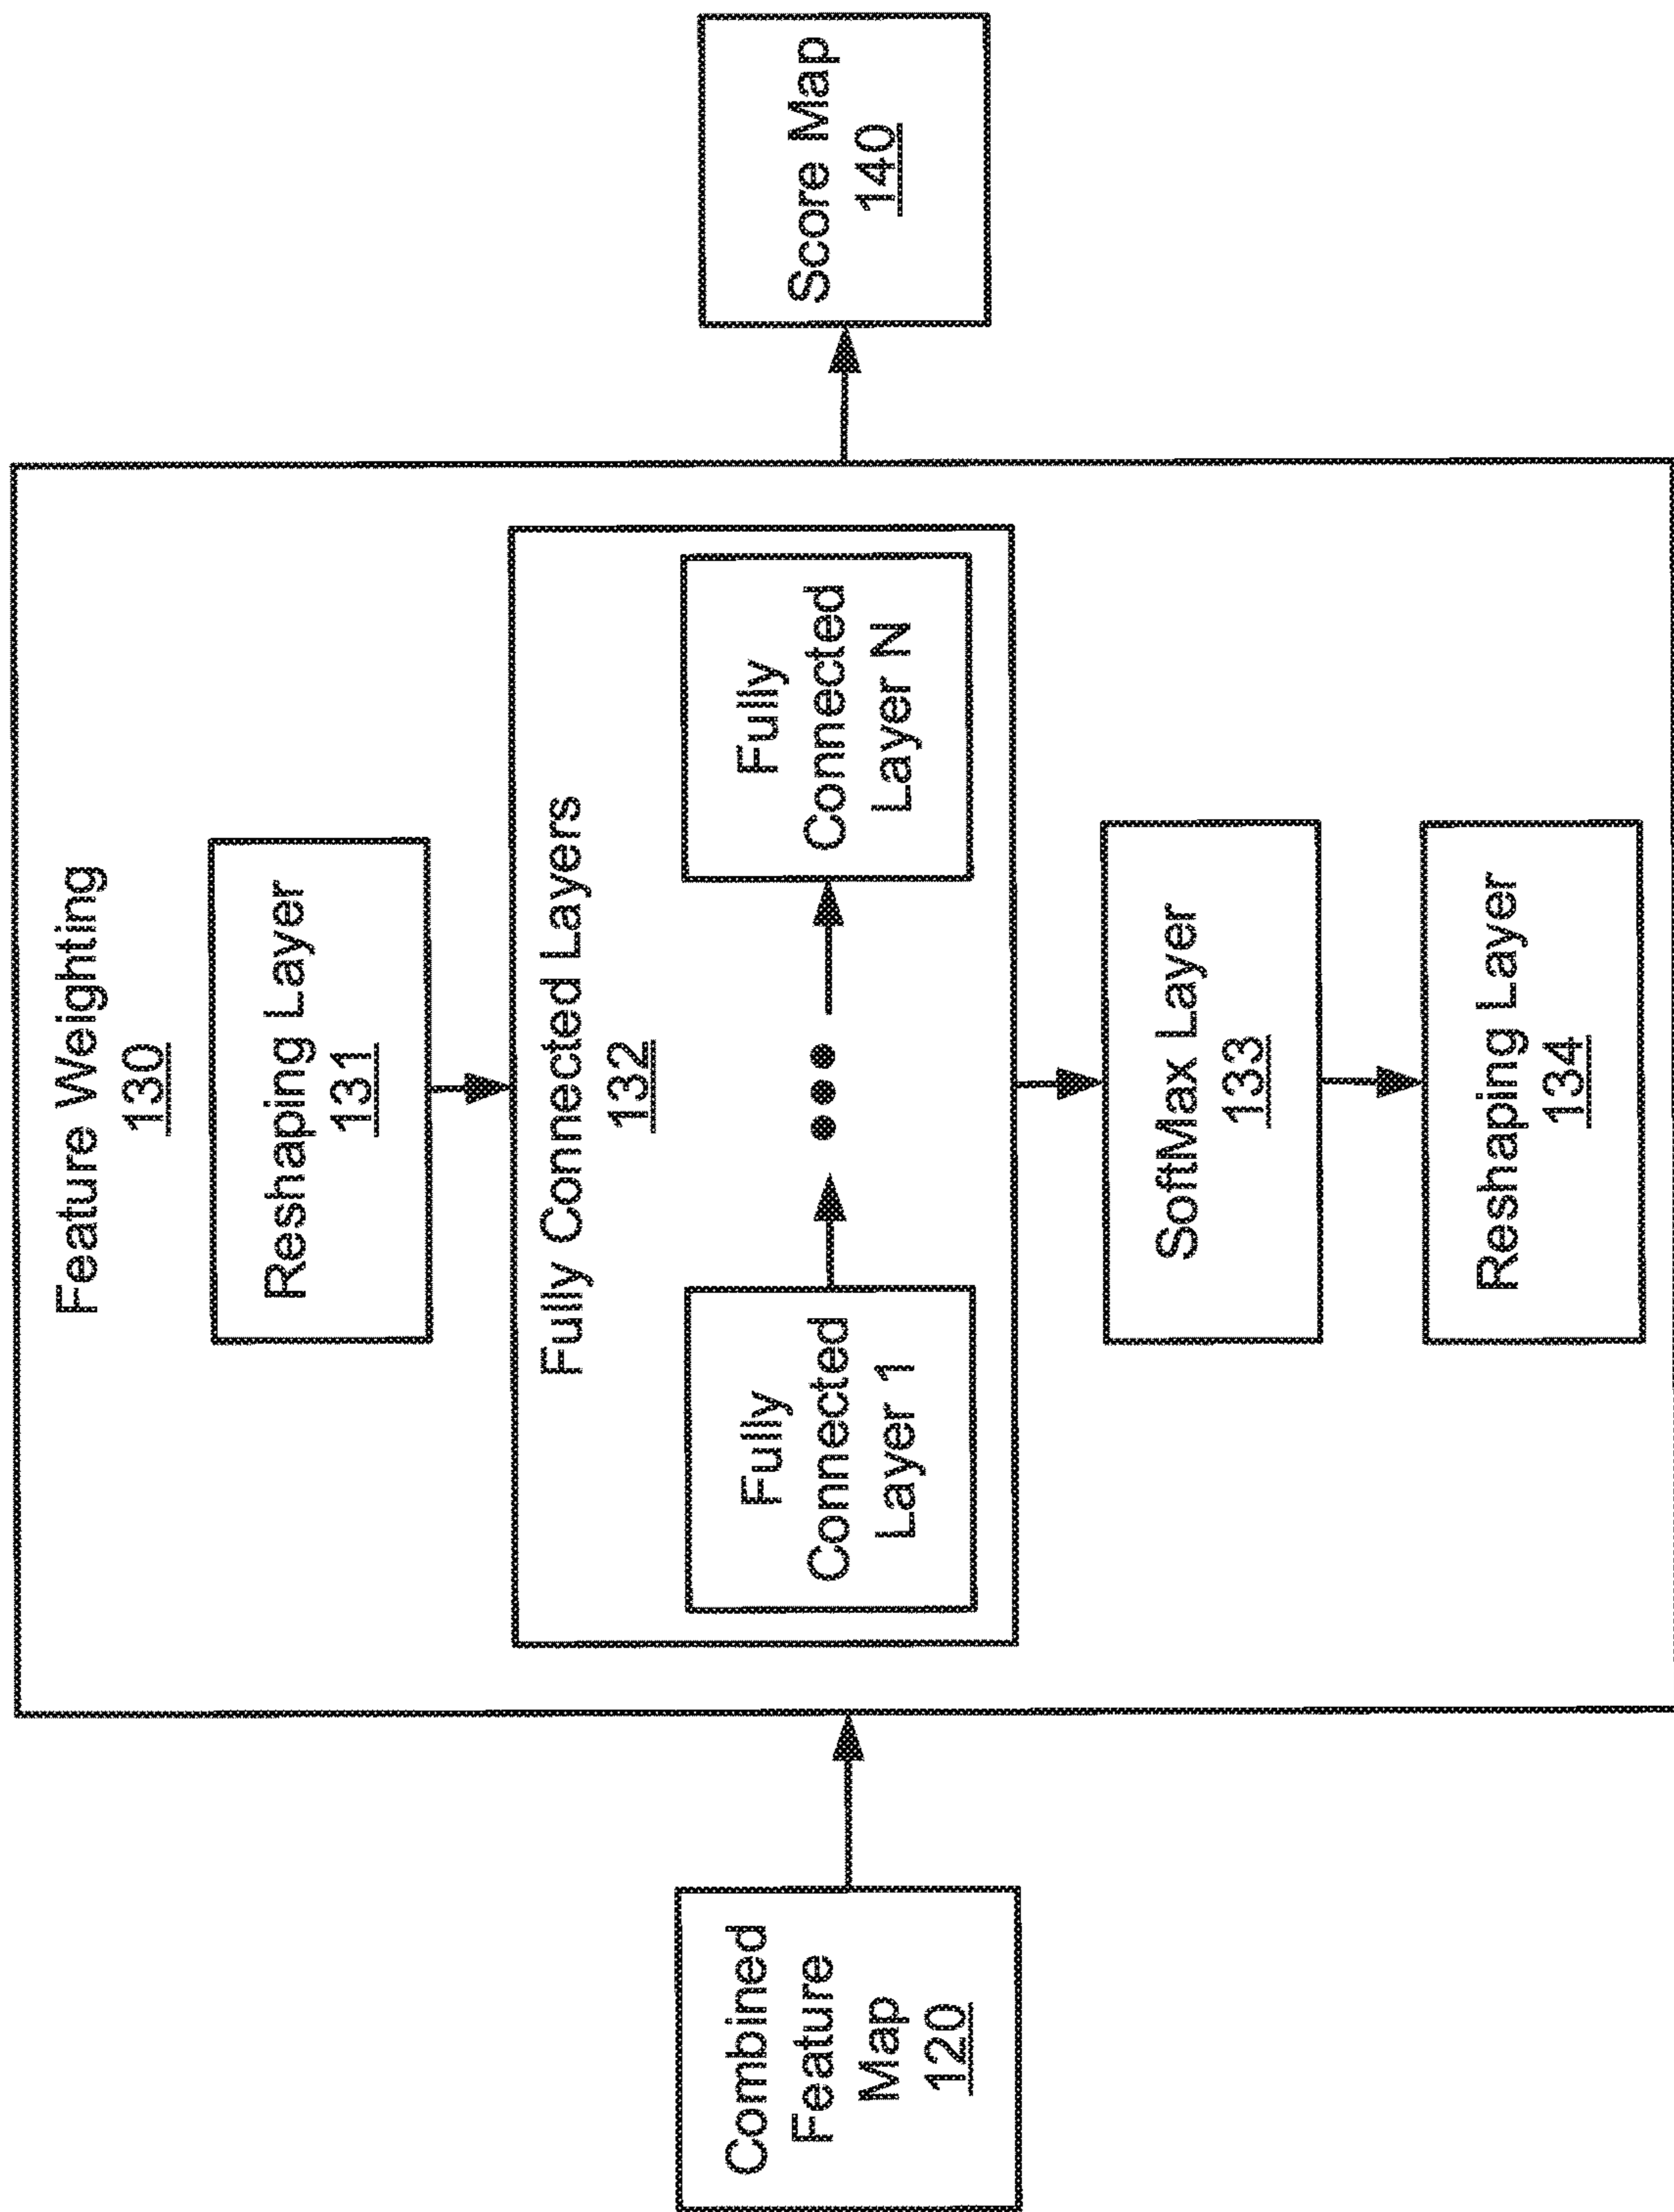 Combined
Feature
Map
120
Feature Weighting
130
Reshaping Layer
131
Fully Connected Layers
132
Fully
Connected
Layer 1
Fully
Connected
Layer N
SoftMax Layer
133
Reshaping Layer
134
Score Map
140